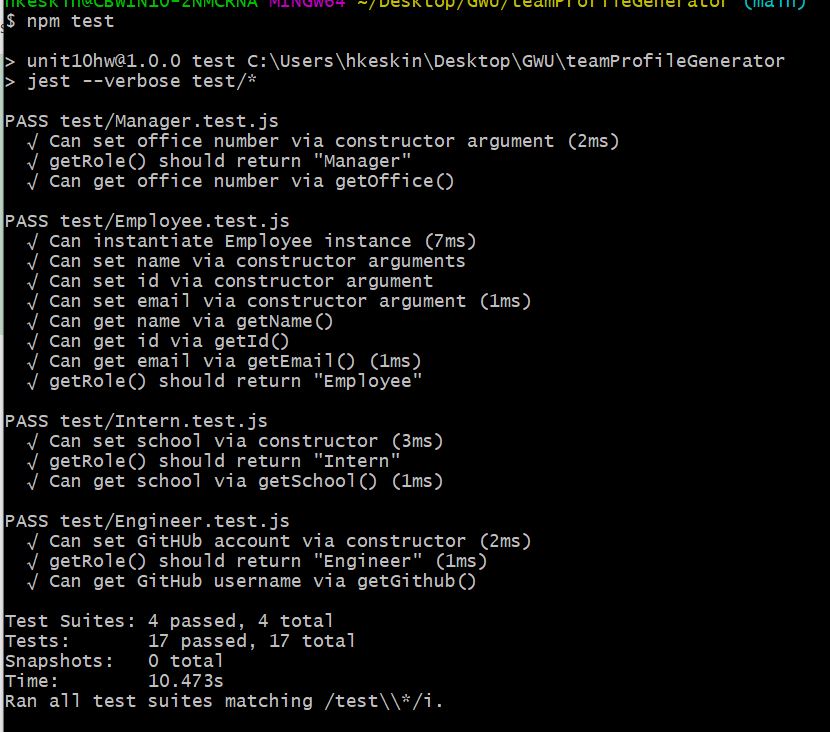 hkeskin@CBWIN10-2NMCRNA MINGW64 ~/Desktop/GWU/teamProfileGenerator (main)
$ npm test
> unit10hw@1.0.0 test C:\Users\hkeskin\Desktop\GWU\teamProfileGenerator
> jest --verbose test/*
PASS test/Manager.test.js
√ Can set office number via constructor argument (2ms)
√ getRole() should return "Manager"
√ Can get office number via getOffice()
PASS test/Employee.test.js
√ Can instantiate Employee instance (7ms)
√ Can set name via constructor arguments
√ Can set id via constructor argument
√ Can set email via constructor argument (1ms)
√ Can get name via getName()
√ Can get id via getId()
√ Can get email via getEmail() (1ms)
√ getRole() should return "Employee"
PASS test/Intern.test.js
√ Can set school via constructor (3ms)
√ getRole() should return "Intern"
√ Can get school via getSchool() (1ms)
PASS test/Engineer.test.js
√ Can set GitHUb account via constructor (2ms)
√ getRole() should return "Engineer" (1ms)
√ Can get GitHub username via getGithub()
Test Suites: 4 passed, 4 total
Tests:       17 passed, 17 total
Snapshots:   0 total
Time:        10.473s
Ran all test suites matching /test\\*/i.